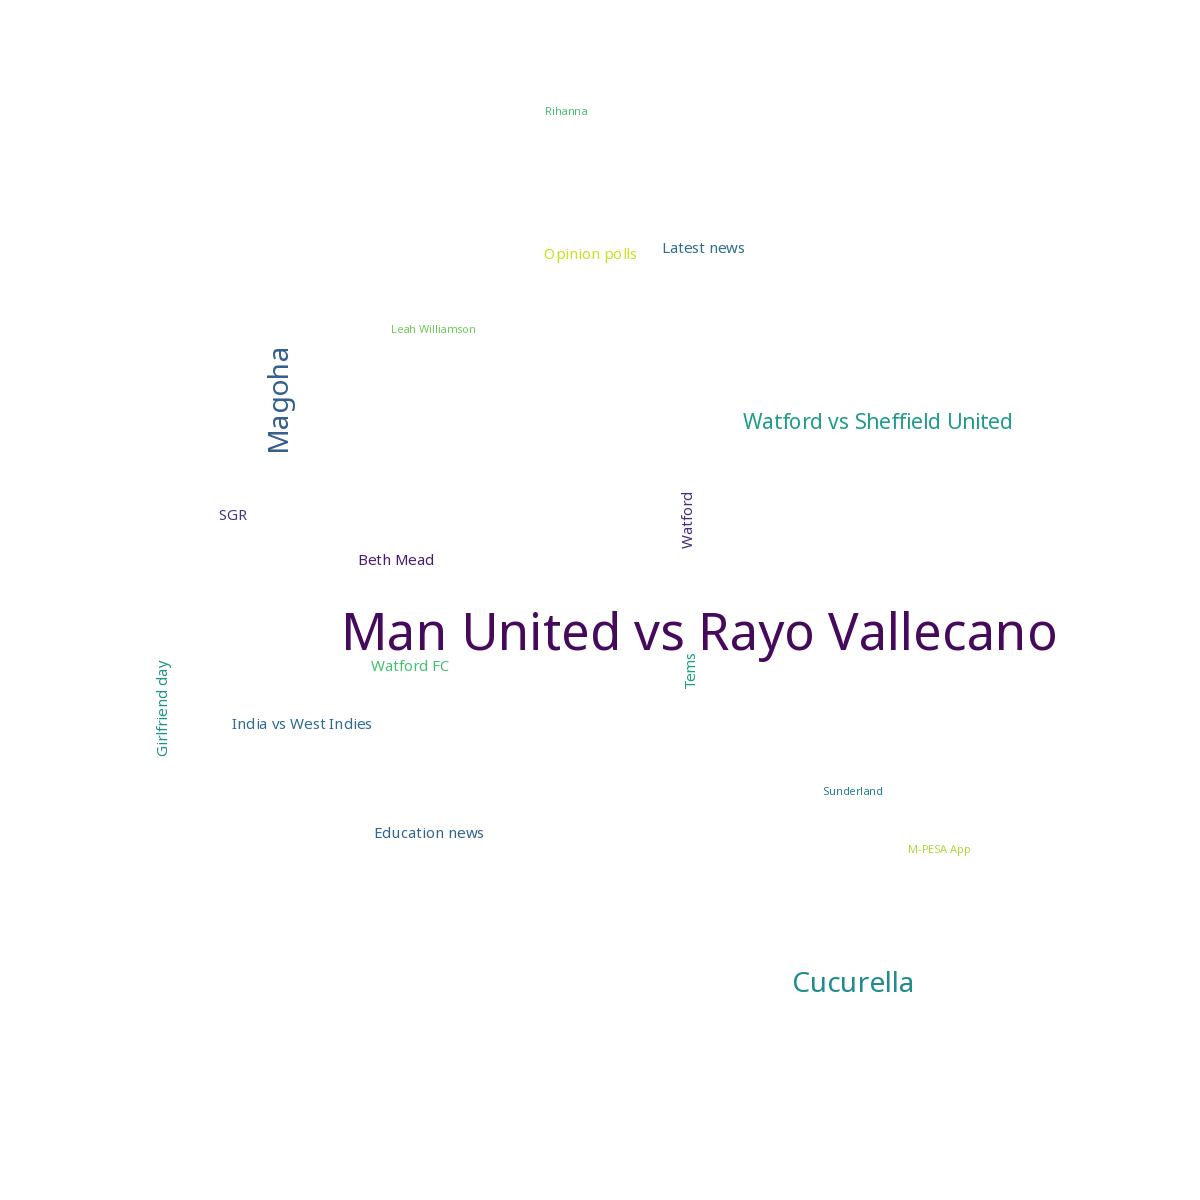 Rihanna
Opinion polls
Latest news
Leah Williamson
Magoha
Watford vs Sheffield United
SGR
Watford
Beth Mead
Man United vs Rayo Vallecano
Watford FC
Tems
Girlfriend day
India vs West Indies
Sunderland
Education news
M-PESA App
Cucurella